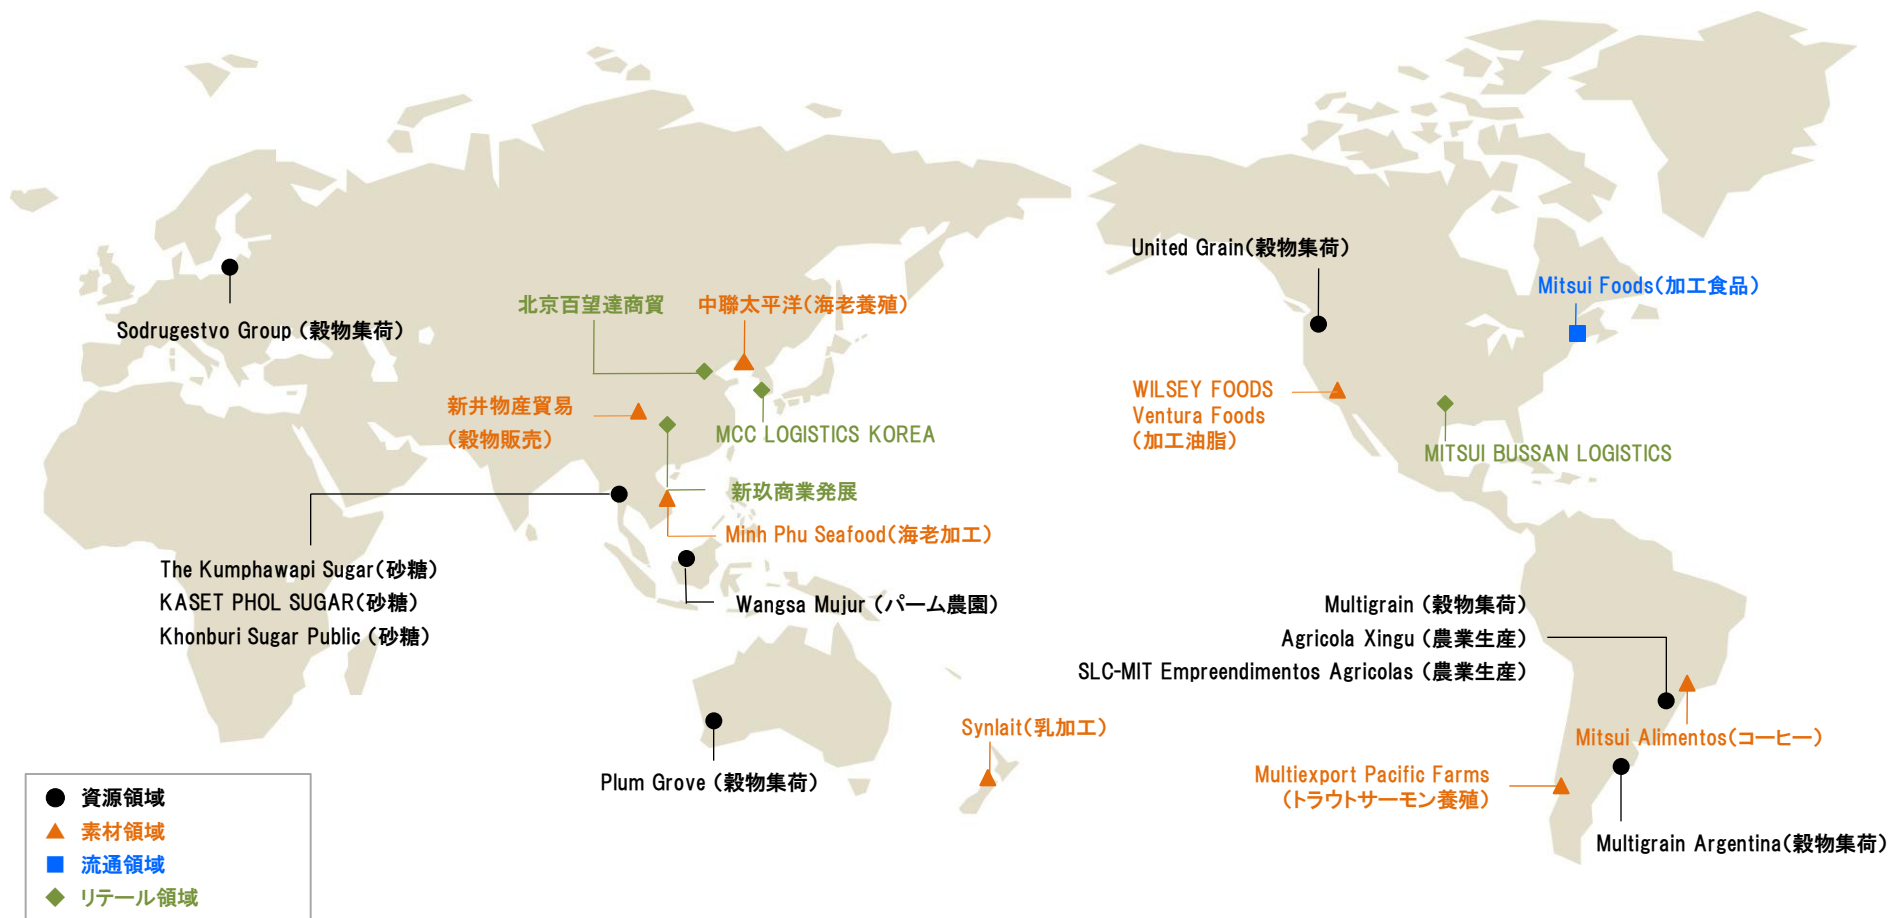 United Grain(穀物集荷)
Mitsui Foods(加工食品)
北京百望達商貿
中聯太平洋(海老養殖)
Sodrugestvo Group (穀物集荷)
新井物産貿易
(穀物販売)
MCC LOGISTICS KOREA
WILSEY FOODS
Ventura Foods
(加工油脂)
MITSUI BUSSAN LOGISTICS
新玖商業発展
Minh Phu Seafood(海老加工)
The Kumphawapi Sugar(砂糖)
KASET PHOL SUGAR(砂糖)
Khonburi Sugar Public (砂糖)
Wangsa Mujur (パーム農園)
Multigrain (穀物集荷)
Agricola Xingu (農業生産)
SLC-MIT Empreendimentos Agricolas (農業生産)
Synlait(乳加工)
Mitsui Alimentos(コーヒー)
Plum Grove (穀物集荷)
Multiexport Pacific Farms
(トラウトサーモン養殖)
Multigrain Argentina(穀物集荷)
資源領域
素材領域
流通領域
リテール領域